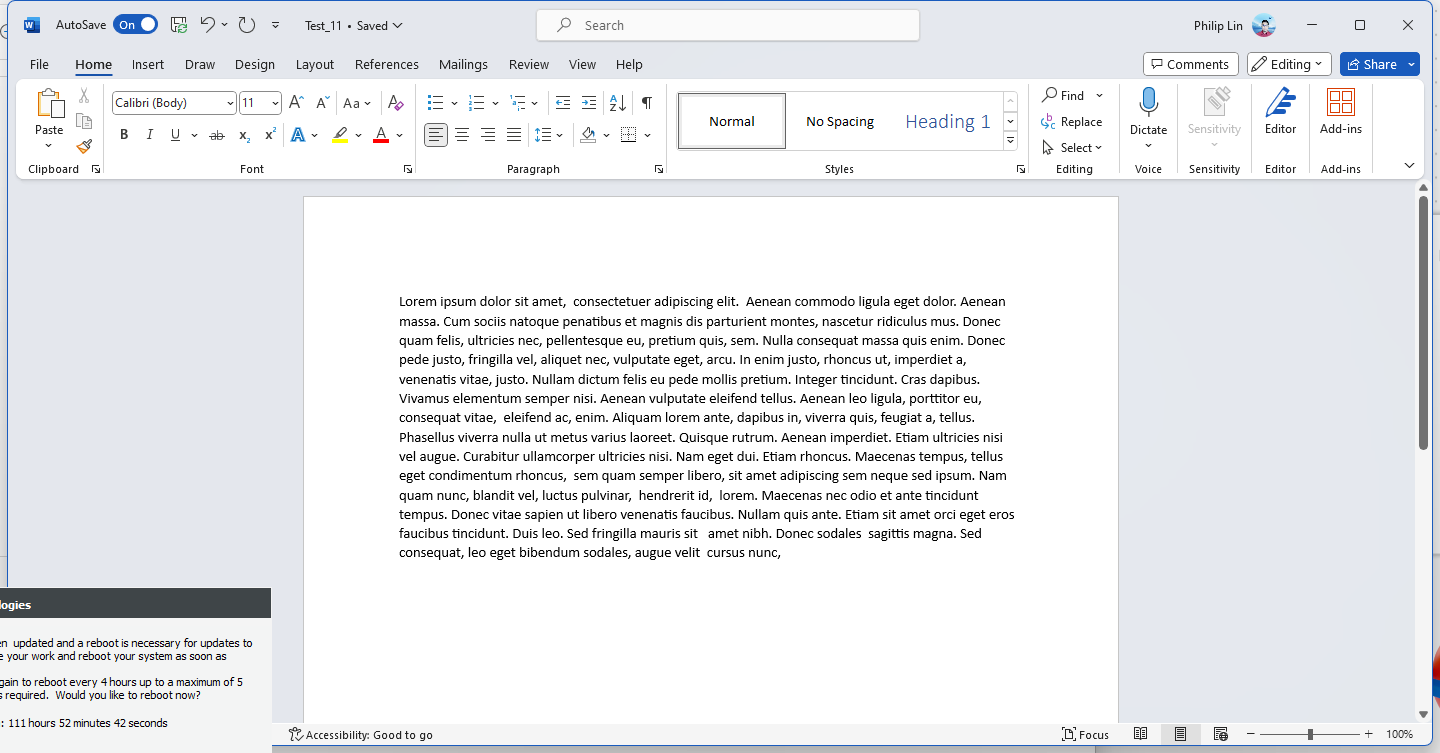 AutoSave On Test_11 • Saved Search Philip Lin
File Home Insert Draw Design Layout References Mailings Review View Help Comments Editing Share
Paste
Clipboard
Calibri (Body) 11 Aa
B I U ab x₂ x² A A
Font
Paragraph
Normal No Spacing Heading 1
Styles
Find
Replace
Select
Editing
Dictate
Voice
Sensitivity
Sensitivity
Editor
Editor
Add-ins
Add-ins
Lorem ipsum dolor sit amet,  consectetuer adipiscing elit.  Aenean commodo ligula eget dolor. Aenean
massa. Cum sociis natoque penatibus et magnis dis parturient montes, nascetur ridiculus mus. Donec
quam felis, ultricies nec, pellentesque eu, pretium quis, sem. Nulla consequat massa quis enim. Donec
pede justo, fringilla vel, aliquet nec, vulputate eget, arcu. In enim justo, rhoncus ut, imperdiet a,
venenatis vitae, justo. Nullam dictum felis eu pede mollis pretium. Integer tincidunt. Cras dapibus.
Vivamus elementum semper nisi. Aenean vulputate eleifend tellus. Aenean leo ligula, porttitor eu,
consequat vitae,  eleifend ac, enim. Aliquam lorem ante, dapibus in, viverra quis, feugiat a, tellus.
Phasellus viverra nulla ut metus varius laoreet. Quisque rutrum. Aenean imperdiet. Etiam ultricies nisi
vel augue. Curabitur ullamcorper ultricies nisi. Nam eget dui. Etiam rhoncus. Maecenas tempus, tellus
eget condimentum rhoncus,  sem quam semper libero, sit amet adipiscing sem neque sed ipsum. Nam
quam nunc, blandit vel, luctus pulvinar,  hendrerit id,  lorem. Maecenas nec odio et ante tincidunt
tempus. Donec vitae sapien ut libero venenatis faucibus. Nullam quis ante. Etiam sit amet orci eget eros
faucibus tincidunt. Duis leo. Sed fringilla mauris sit   amet nibh. Donec sodales  sagittis magna. Sed
consequat, leo eget bibendum sodales, augue velit  cursus nunc,
logies
en  updated and a reboot is necessary for updates to
e your work and reboot your system as soon as
gain to reboot every 4 hours up to a maximum of 5
s required.  Would you like to reboot now?
: 111 hours 52 minutes 42 seconds
Accessibility: Good to go Focus 100%